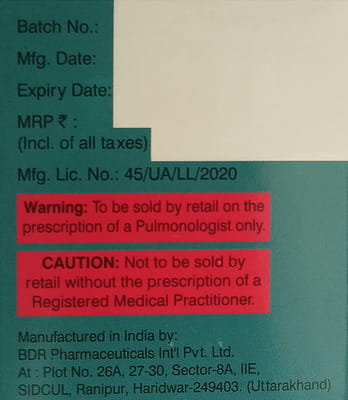 Batch No.:
Mfg. Date:
Expiry Date:
MRP ₹ :
(Incl. of all taxes)
Mfg. Lic. No.: 45/UA/LL/2020
Warning: To be sold by retail on the
prescription of a Pulmonologist only.
CAUTION: Not to be sold by
retail without the prescription of a
Registered Medical Practitioner.
Manufactured in India by:
BDR Pharmaceuticals Int'l Pvt. Ltd.
At : Plot No. 26A, 27-30, Sector-8A, IIE,
SIDCUL, Ranipur, Haridwar-249403. (Uttarakhand)